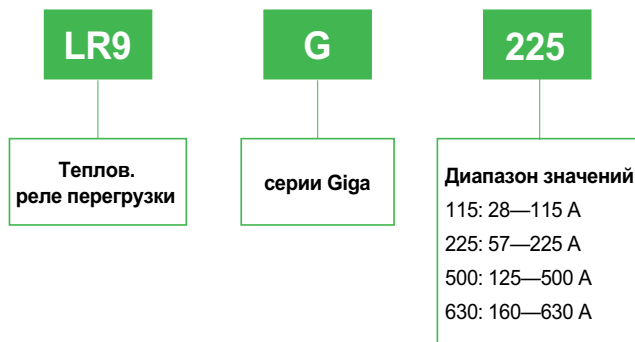 LR9
G
225
Теплов.
реле перегрузки
серии Giga
Диапазон значений
115: 28—115 A
225: 57—225 A
500: 125—500 A
630: 160—630 A